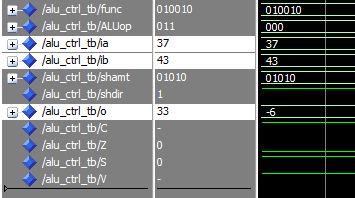 /alu_ctrl_tb/func 010010 010010
/alu_ctrl_tb/ALUop 011 000
/alu_ctrl_tb/ia 37 37
/alu_ctrl_tb/ib 43 43
/alu_ctrl_tb/shamt 01010 01010
/alu_ctrl_tb/shdir 1
/alu_ctrl_tb/o 33 -6
/alu_ctrl_tb/C -
/alu_ctrl_tb/Z 0
/alu_ctrl_tb/S 0
/alu_ctrl_tb/V -